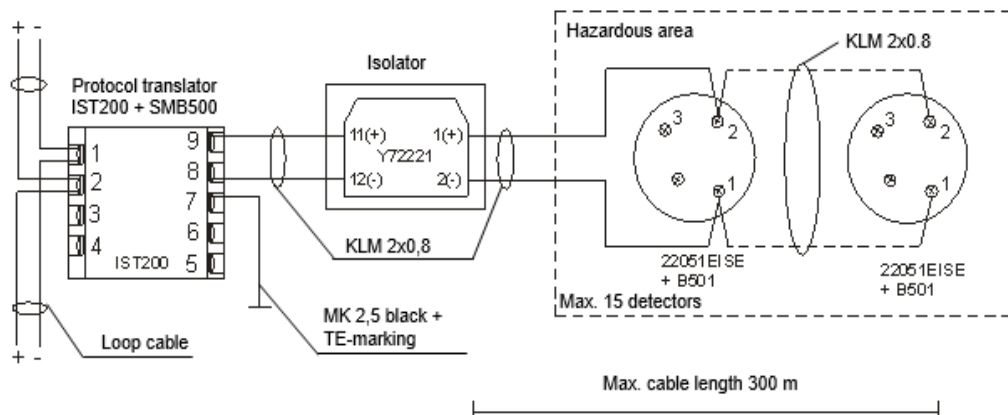 + -
Protocol translator
IST200 + SMB500
1
2
3
4
9
8
7
6
5
IST200
Isolator
11(+)
1(+)
Y72221
12(-)
2(-)
KLM 2x0,8
MK 2,5 black +
TE-marking
Loop cable
+ -
Hazardous area
KLM 2x0.8
3
2
1
3
2
1
22051EISE
+ B501
22051EISE
+ B501
Max. 15 detectors
Max. cable length 300 m